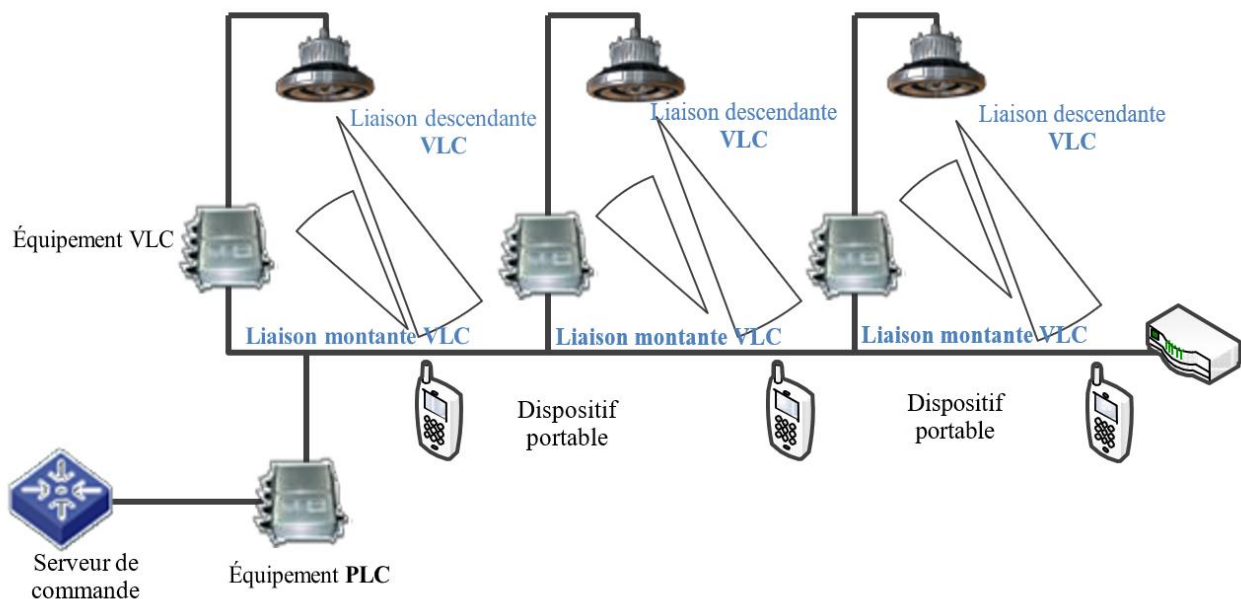 Liaison descendante
VLC
Liaison descendante
VLC
Liaison descendante
VLC
Équipement VLC
Liaison montante VLC
Liaison montante VLC
Liaison montante VLC
Dispositif
portable
Dispositif
portable
Serveur de
commande
Équipement PLC